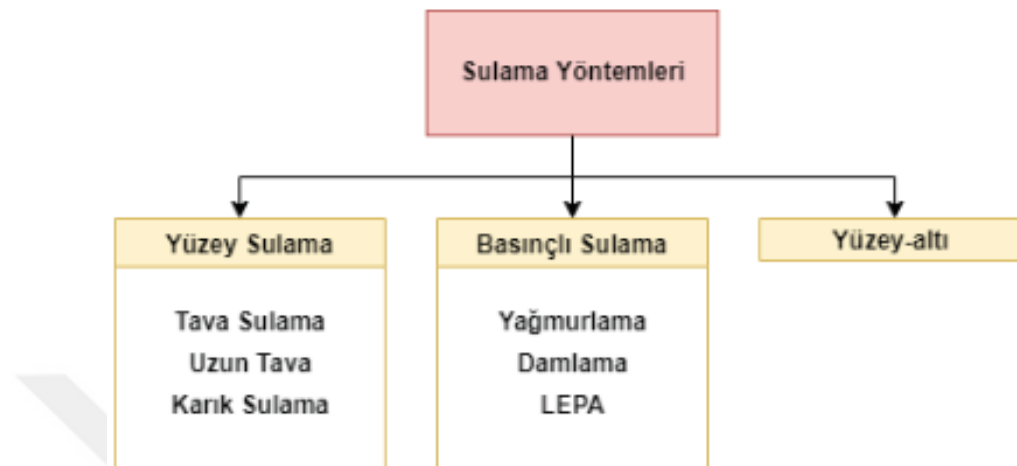 Sulama Yöntemleri
Yüzey Sulama
Tava Sulama
Uzun Tava
Karık Sulama
Basınçlı Sulama
Yağmurlama
Damlama
LEPA
Yüzey-altı